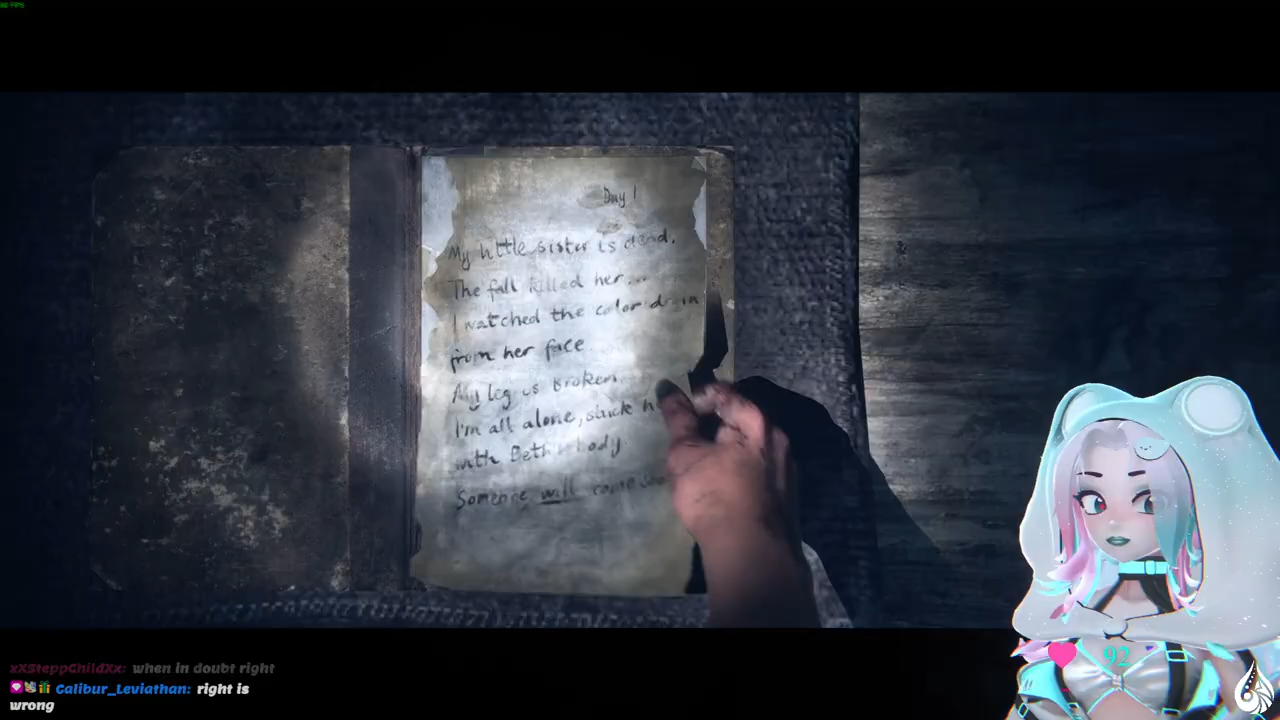 Day 1
My little sister is dead.
The fall killed her...
I watched the color drain
from her face
My leg is broken
I'm all alone, stuck
with Beth's body
Someone will come
xXSteppChildXx: when in doubt right
Calibur_Leviathan: right is
wrong
92